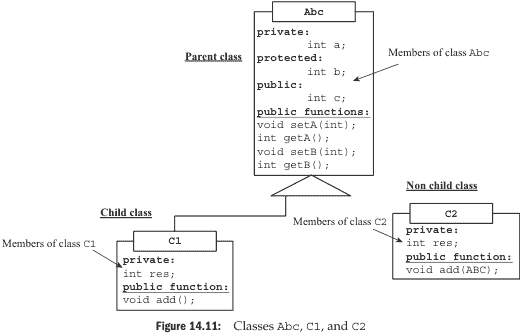 Abc
private:
int a;
Parent class
protected:
int b;
Members of class Abc
public:
int c;
public functions:
void setA(int);
int getA();
void setB(int);
int getB();
Child class
Members of class C1
C1
private:
int res;
public function:
void add();
Non child class
Members of class C2
C2
private:
int res;
public function:
void add(ABC);
Figure 14.11: Classes Abc, C1, and C2